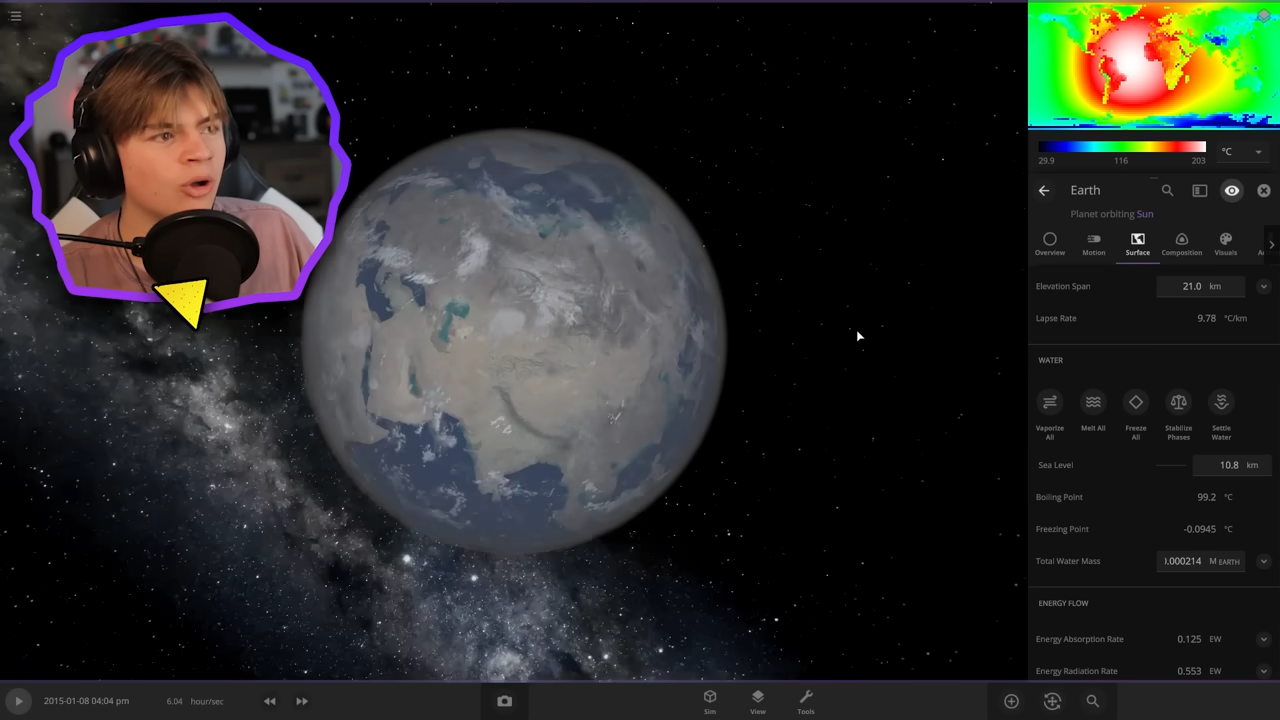 °C
29.9 116 203
Earth
Planet orbiting Sun
Overview Motion Surface Composition Visuals
Elevation Span 21.0 km
Lapse Rate 9.78 °C/km
WATER
Vaporize All
Melt All
Freeze All
Stabilize Phases
Settle Water
Sea Level 10.8 km
Boiling Point 99.2 °C
Freezing Point -0.0945 °C
Total Water Mass .000214 M EARTH
ENERGY FLOW
Energy Absorption Rate 0.125 EW
Energy Radiation Rate 0.553 EW
2015-01-08 04:04 pm 6.04 hour/sec
Sim View Tools